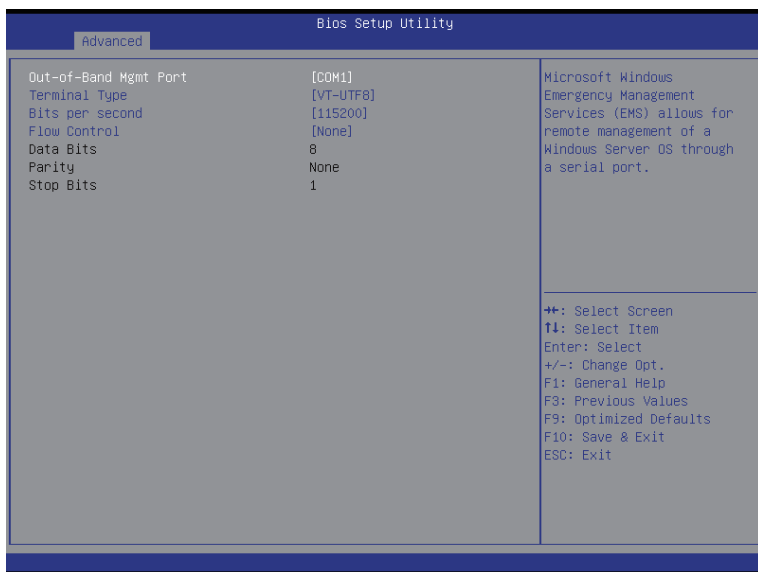 Bios Setup Utility
Advanced
Out-of-Band Mgmt Port [COM1]
Terminal Type [VT-UTF8]
Bits per second [115200]
Flow Control [None]
Data Bits 8
Parity None
Stop Bits 1
Microsoft Windows
Emergency Management
Services (EMS) allows for
remote management of a
Windows Server OS through
a serial port.
→←: Select Screen
↑↓: Select Item
Enter: Select
+/-: Change Opt.
F1: General Help
F3: Previous Values
F9: Optimized Defaults
F10: Save & Exit
ESC: Exit